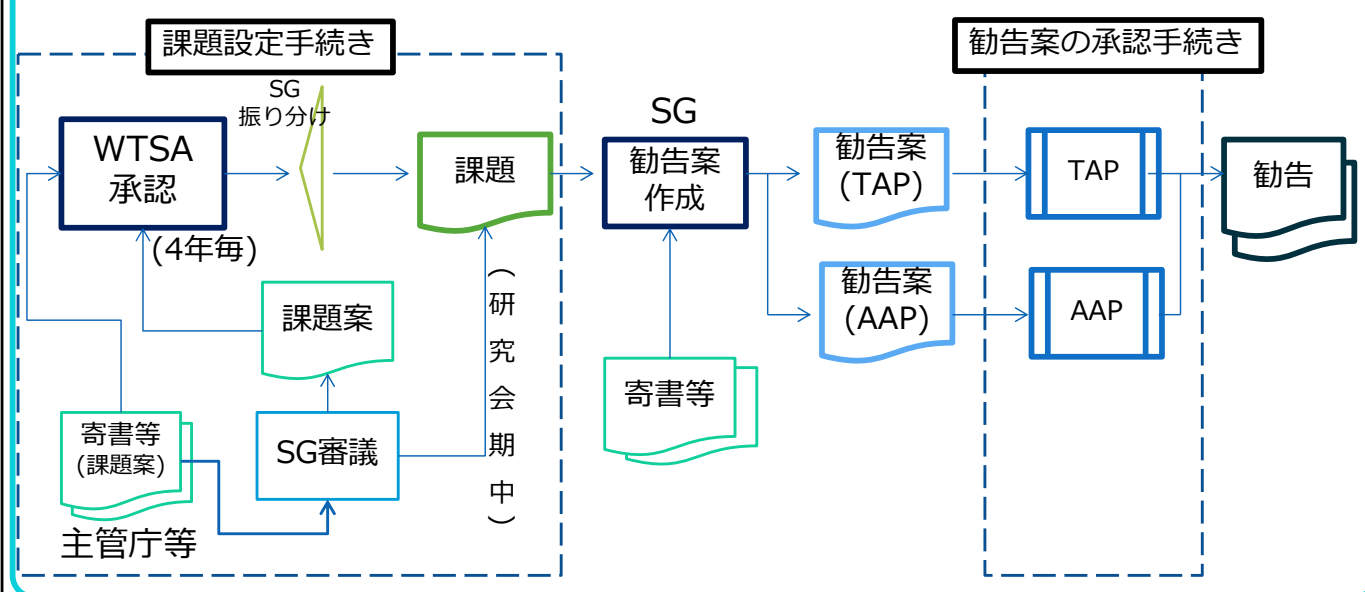 課題設定手続き
勧告案の承認手続き
SG
振り分け
WTSA
承認
(4年毎)
課題
SG
勧告案
作成
勧告案
(TAP)
TAP
勧告
課題案
(研究会期中)
勧告案
(AAP)
AAP
寄書等
寄書等
(課題案)
SG審議
主管庁等